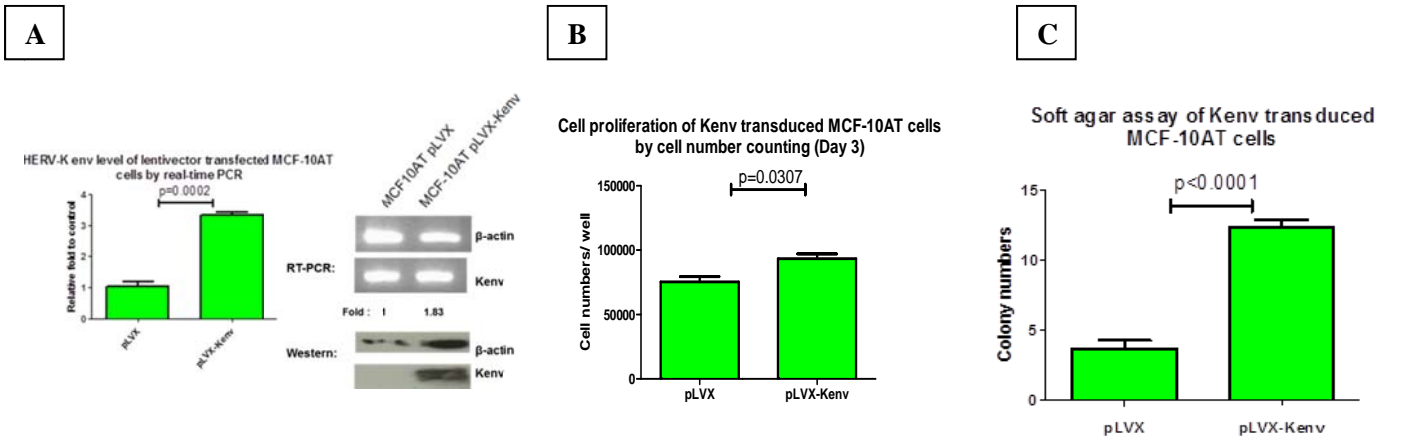 A
HERV-K env level of lentivector transfected MCF-10AT
cells by real-time PCR
p=0.0002
Relative fold to control
4
3
2
1
0
pLVX
pLVX-Kenv
MCF10AT pLVX
MCF-10AT pLVX-Kenv
RT-PCR:
β-actin
Kenv
Fold : 1 1.83
Western:
β-actin
Kenv
B
Cell proliferation of Kenv transduced MCF-10AT cells
by cell number counting (Day 3)
p=0.0307
Cell numbers/ well
150000
100000
50000
0
pLVX
pLVX-Kenv
C
Soft agar assay of Kenv transduced
MCF-10AT cells
p<0.0001
Colony numbers
15
10
5
0
pLVX
pLVX-Kenv